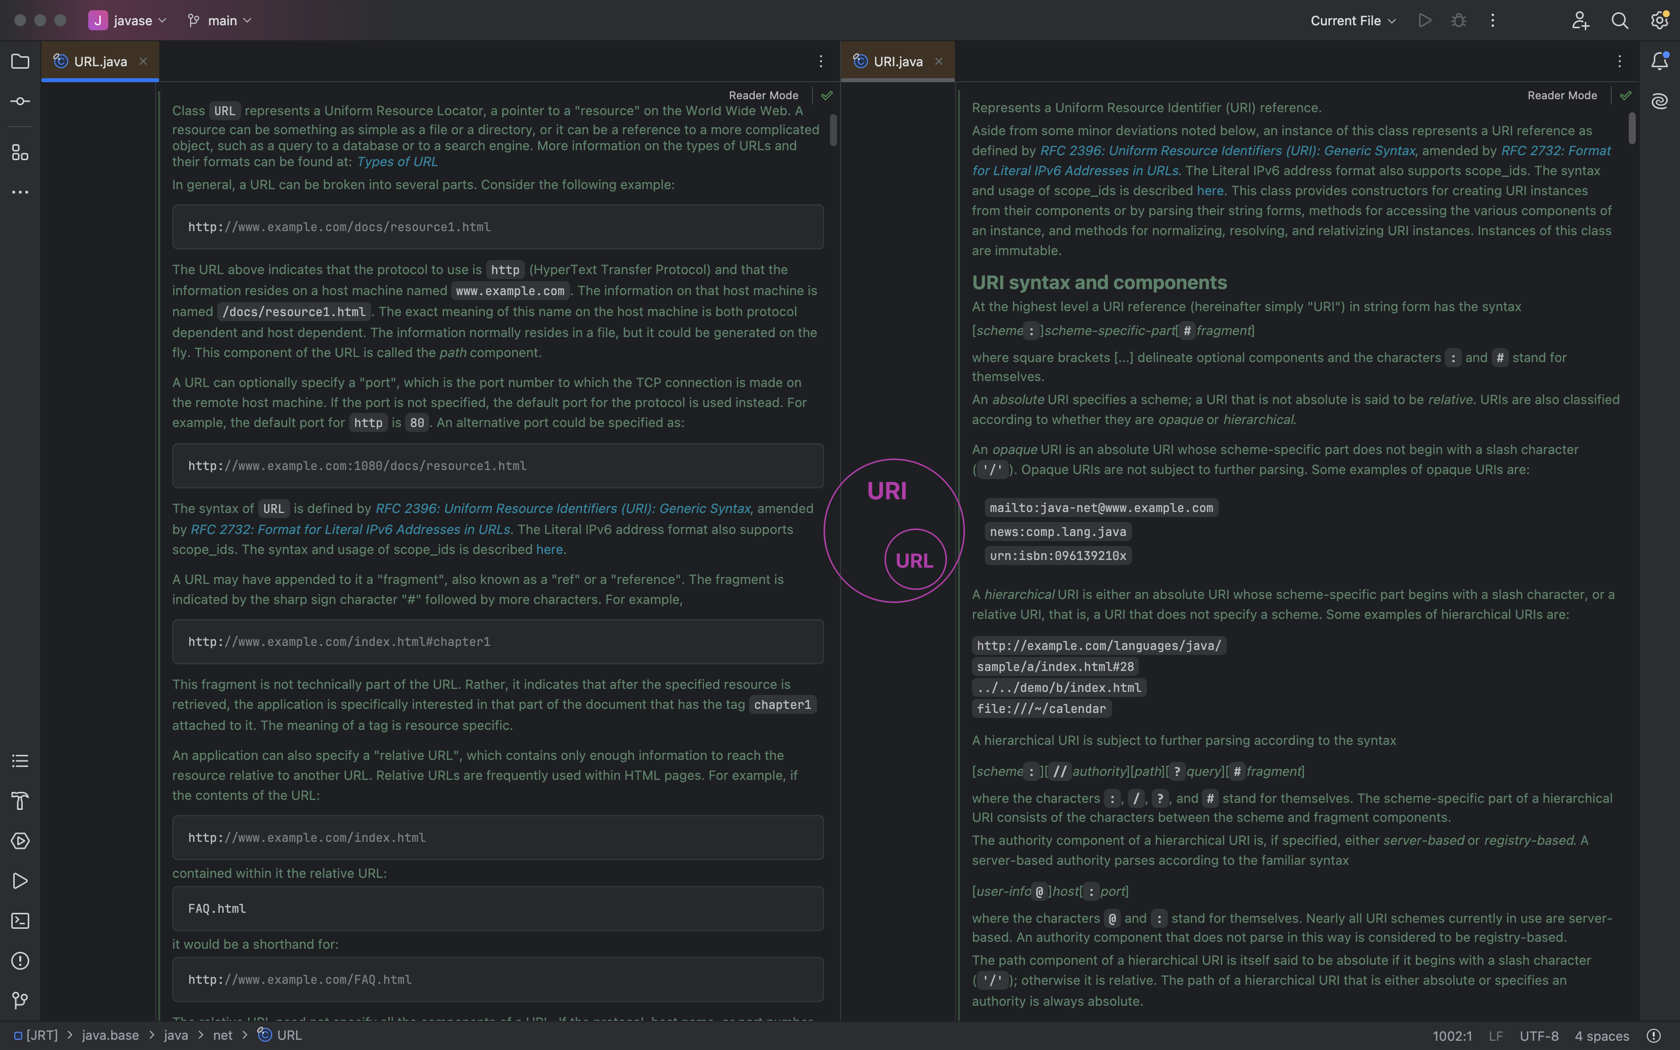 J javase main Current File
URL.java
Reader Mode
Class URL represents a Uniform Resource Locator, a pointer to a "resource" on the World Wide Web. A
resource can be something as simple as a file or a directory, or it can be a reference to a more complicated
object, such as a query to a database or to a search engine. More information on the types of URLs and
their formats can be found at: Types of URL
In general, a URL can be broken into several parts. Consider the following example:
http://www.example.com/docs/resource1.html
The URL above indicates that the protocol to use is http (HyperText Transfer Protocol) and that the
information resides on a host machine named www.example.com. The information on that host machine is
named /docs/resource1.html. The exact meaning of this name on the host machine is both protocol
dependent and host dependent. The information normally resides in a file, but it could be generated on the
fly. This component of the URL is called the path component.
A URL can optionally specify a "port", which is the port number to which the TCP connection is made on
the remote host machine. If the port is not specified, the default port for the protocol is used instead. For
example, the default port for http is 80. An alternative port could be specified as:
http://www.example.com:1080/docs/resource1.html
The syntax of URL is defined by RFC 2396: Uniform Resource Identifiers (URI): Generic Syntax, amended
by RFC 2732: Format for Literal IPv6 Addresses in URLs. The Literal IPv6 address format also supports
scope_ids. The syntax and usage of scope_ids is described here.
A URL may have appended to it a "fragment", also known as a "ref" or a "reference". The fragment is
indicated by the sharp sign character "#" followed by more characters. For example,
http://www.example.com/index.html#chapter1
This fragment is not technically part of the URL. Rather, it indicates that after the specified resource is
retrieved, the application is specifically interested in that part of the document that has the tag chapter1
attached to it. The meaning of a tag is resource specific.
An application can also specify a "relative URL", which contains only enough information to reach the
resource relative to another URL. Relative URLs are frequently used within HTML pages. For example, if
the contents of the URL:
http://www.example.com/index.html
contained within it the relative URL:
FAQ.html
it would be a shorthand for:
http://www.example.com/FAQ.html
The relative URL need not specify all the components of a URL. If the protocol, host name, or port number
URI
URL
URI.java
Reader Mode
Represents a Uniform Resource Identifier (URI) reference.
Aside from some minor deviations noted below, an instance of this class represents a URI reference as
defined by RFC 2396: Uniform Resource Identifiers (URI): Generic Syntax, amended by RFC 2732: Format
for Literal IPv6 Addresses in URLs. The Literal IPv6 address format also supports scope_ids. The syntax
and usage of scope_ids is described here. This class provides constructors for creating URI instances
from their components or by parsing their string forms, methods for accessing the various components of
an instance, and methods for normalizing, resolving, and relativizing URI instances. Instances of this class
are immutable.
URI syntax and components
At the highest level a URI reference (hereinafter simply "URI") in string form has the syntax
[scheme:]scheme-specific-part[#fragment]
where square brackets [...] delineate optional components and the characters : and # stand for
themselves.
An absolute URI specifies a scheme; a URI that is not absolute is said to be relative. URIs are also classified
according to whether they are opaque or hierarchical.
An opaque URI is an absolute URI whose scheme-specific part does not begin with a slash character
('/'). Opaque URIs are not subject to further parsing. Some examples of opaque URIs are:
mailto:java-net@www.example.com
news:comp.lang.java
urn:isbn:096139210x
A hierarchical URI is either an absolute URI whose scheme-specific part begins with a slash character, or a
relative URI, that is, a URI that does not specify a scheme. Some examples of hierarchical URIs are:
http://example.com/languages/java/
sample/a/index.html#28
../../demo/b/index.html
file:///~/calendar
A hierarchical URI is subject to further parsing according to the syntax
[scheme:][//authority][path][?query][#fragment]
where the characters :, /, ?, and # stand for themselves. The scheme-specific part of a hierarchical
URI consists of the characters between the scheme and fragment components.
The authority component of a hierarchical URI is, if specified, either server-based or registry-based. A
server-based authority parses according to the familiar syntax
[user-info@]host[:port]
where the characters @ and : stand for themselves. Nearly all URI schemes currently in use are server-
based. An authority component that does not parse in this way is considered to be registry-based.
The path component of a hierarchical URI is itself said to be absolute if it begins with a slash character
('/'); otherwise it is relative. The path of a hierarchical URI that is either absolute or specifies an
authority is always absolute.
[JRT] > java.base > java > net > URL 1002:1 LF UTF-8 4 spaces